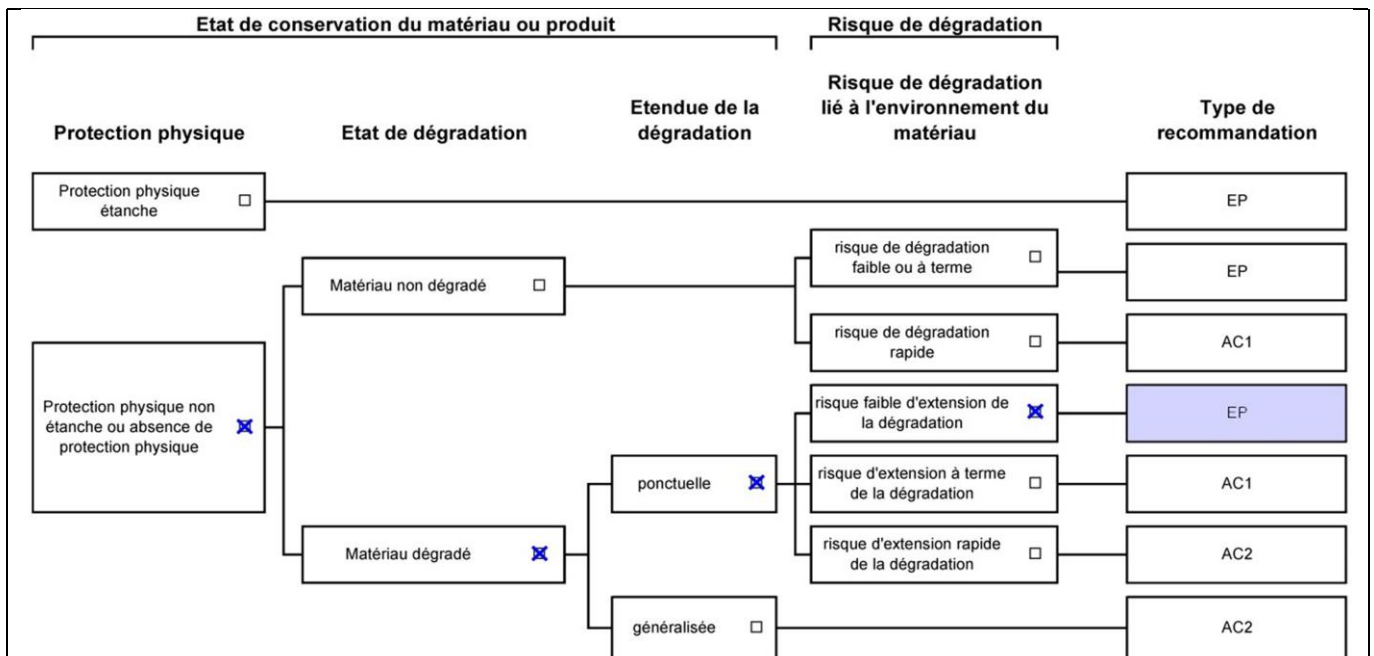 Etat de conservation du matériau ou produit
Risque de dégradation
Protection physique
Etat de dégradation
Etendue de la
dégradation
Risque de dégradation
lié à l'environnement du
matériau
Type de
recommandation
Protection physique
étanche
EP
Matériau non dégradé
risque de dégradation
faible ou à terme
EP
risque de dégradation
rapide
AC1
Protection physique non
étanche ou absence de
protection physique
risque faible d'extension de
la dégradation
EP
ponctuelle
risque d'extension à terme
de la dégradation
AC1
Matériau dégradé
risque d'extension rapide
de la dégradation
AC2
généralisée
AC2